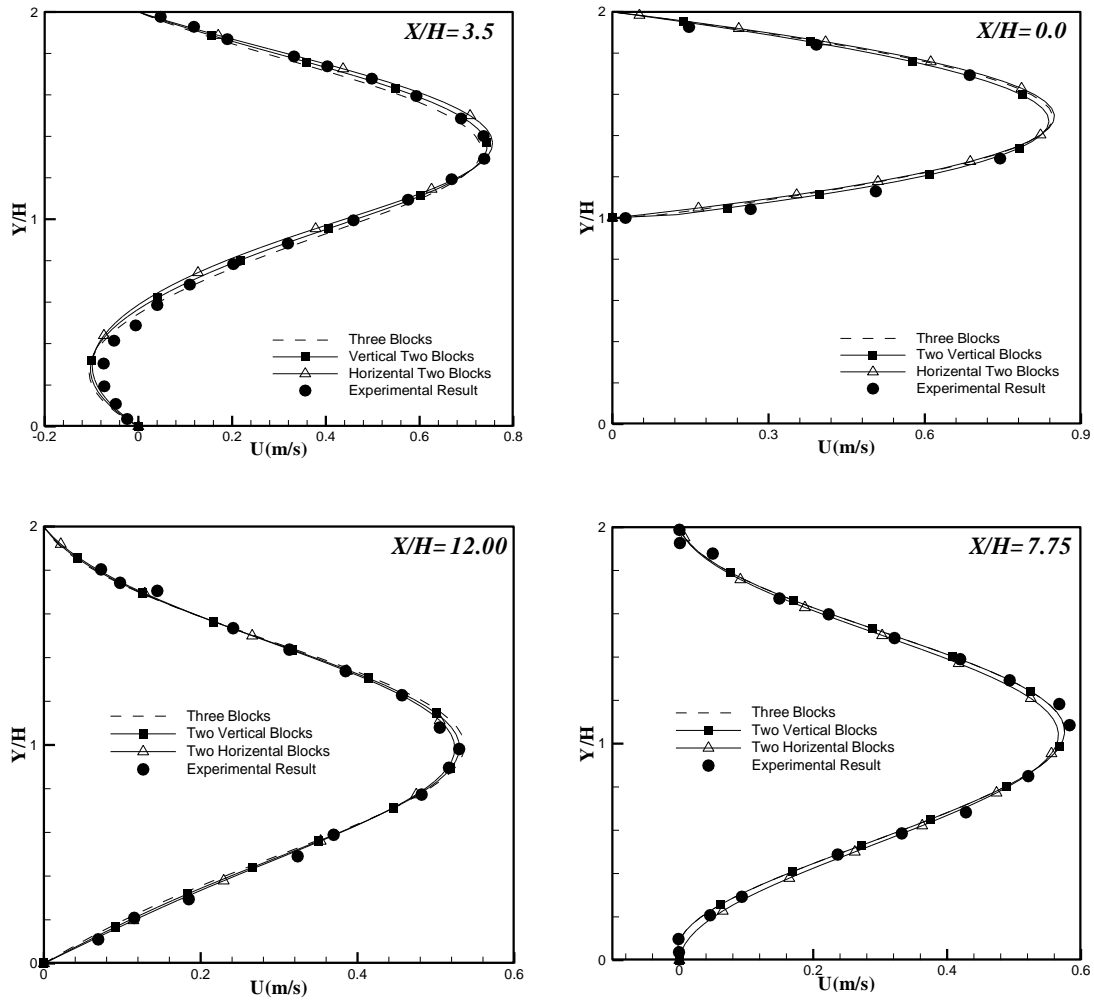 X/H= 3.5
2
1
0
Y/H
-0.2 0 0.2 0.4 0.6 0.8
U(m/s)
Three Blocks
Vertical Two Blocks
Horizental Two Blocks
Experimental Result
X/H= 0.0
2
1
0
Y/H
0 0.3 0.6 0.9
U(m/s)
Three Blocks
Two Vertical Blocks
Horizental Two Blocks
Experimental Result
X/H= 12.00
2
1
0
Y/H
0 0.2 0.4 0.6
U(m/s)
Three Blocks
Two Vertical Blocks
Two Horizental Blocks
Experimental Result
X/H= 7.75
2
1
0
Y/H
0 0.2 0.4 0.6
U(m/s)
Three Blocks
Two Vertical Blocks
Two Horizental Blocks
Experimental Result